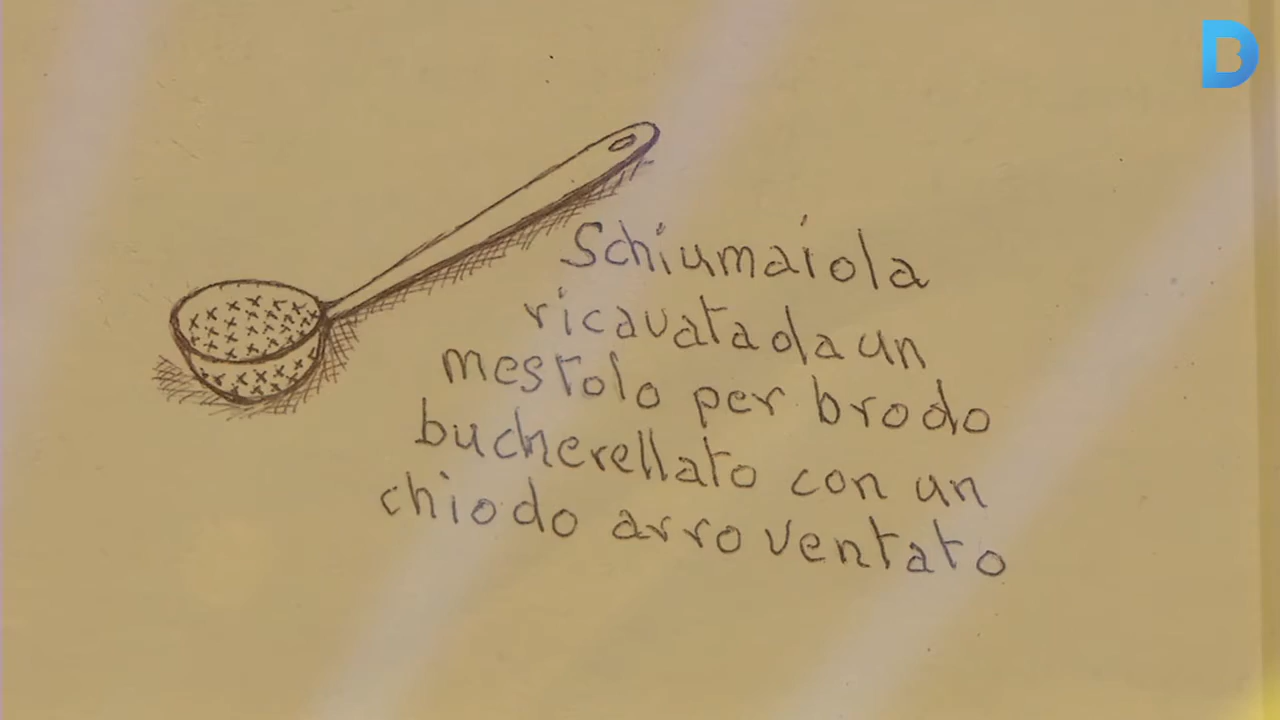 Schiumaiola
ricavata da un
mestolo per brodo
bucherellato con un
chiodo arroventato